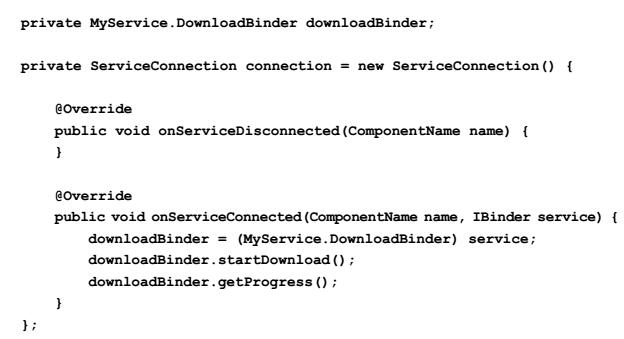 private MyService.DownloadBinder downloadBinder;
private ServiceConnection connection = new ServiceConnection() {
@Override
public void onServiceDisconnected(ComponentName name) {
}
@Override
public void onServiceConnected(ComponentName name, IBinder service) {
downloadBinder = (MyService.DownloadBinder) service;
downloadBinder.startDownload();
downloadBinder.getProgress();
}
};